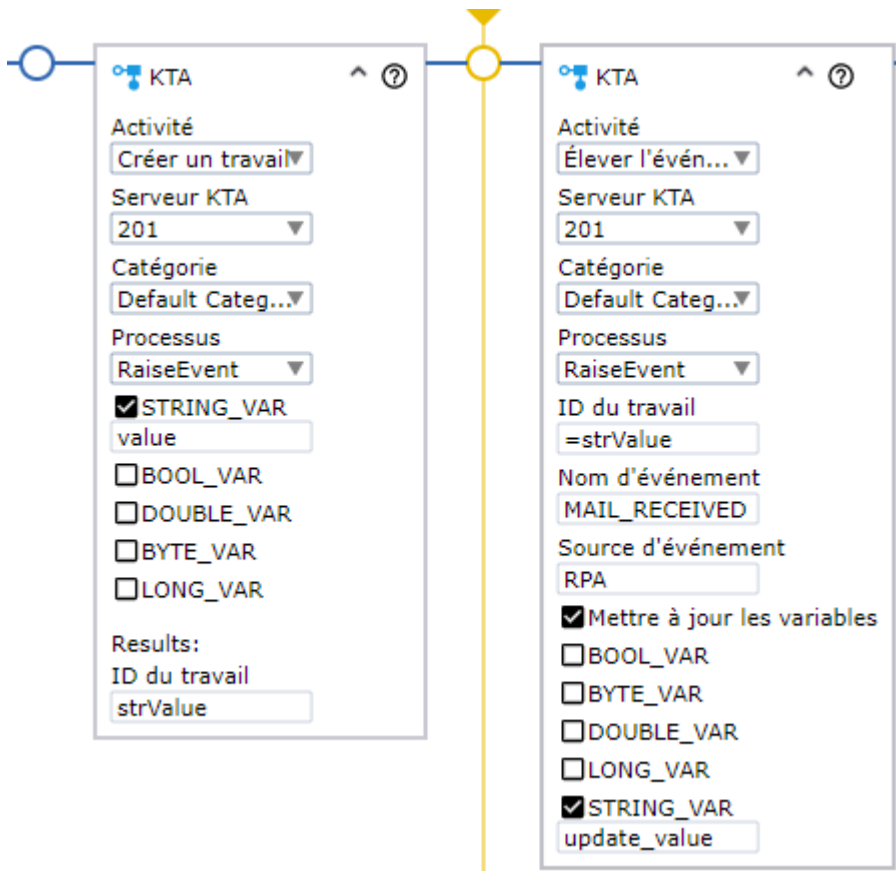 KTA
Activité
Créer un travail
Serveur KTA
201
Catégorie
Default Categ...
Processus
RaiseEvent
STRING_VAR
value
BOOL_VAR
DOUBLE_VAR
BYTE_VAR
LONG_VAR
Results:
ID du travail
strValue
KTA
Activité
Élever l'évén...
Serveur KTA
201
Catégorie
Default Categ...
Processus
RaiseEvent
ID du travail
=strValue
Nom d'événement
MAIL_RECEIVED
Source d'événement
RPA
Mettre à jour les variables
BOOL_VAR
BYTE_VAR
DOUBLE_VAR
LONG_VAR
STRING_VAR
update_value